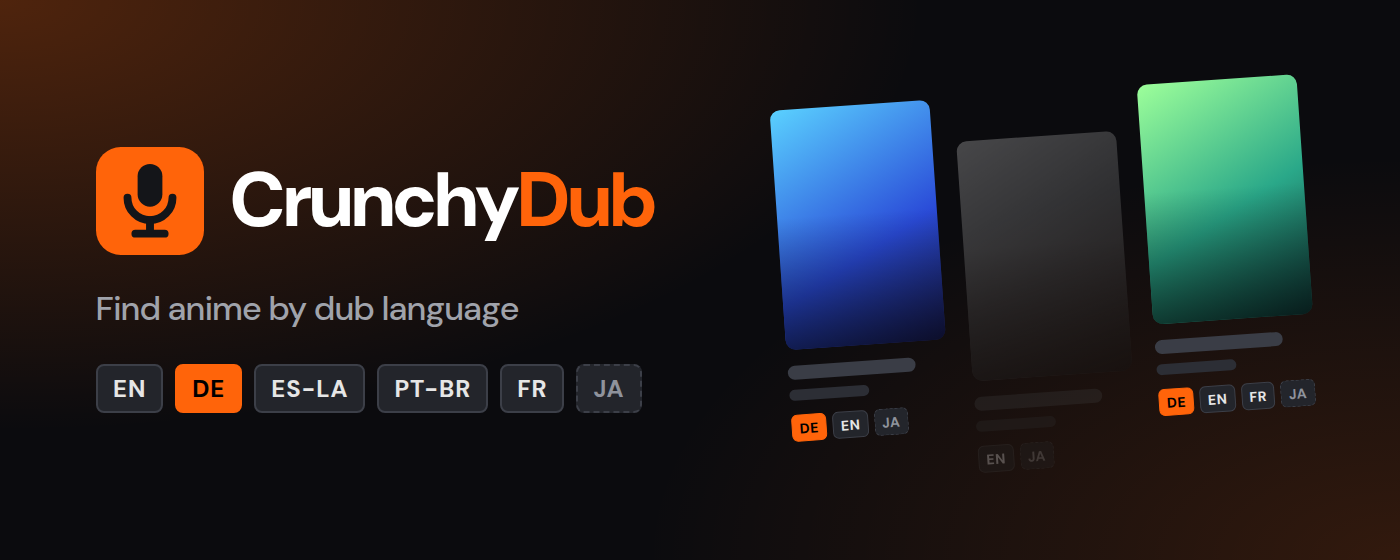 CrunchyDub
Find anime by dub language
EN DE ES-LA PT-BR FR JA
DE EN JA
EN JA
DE EN FR JA